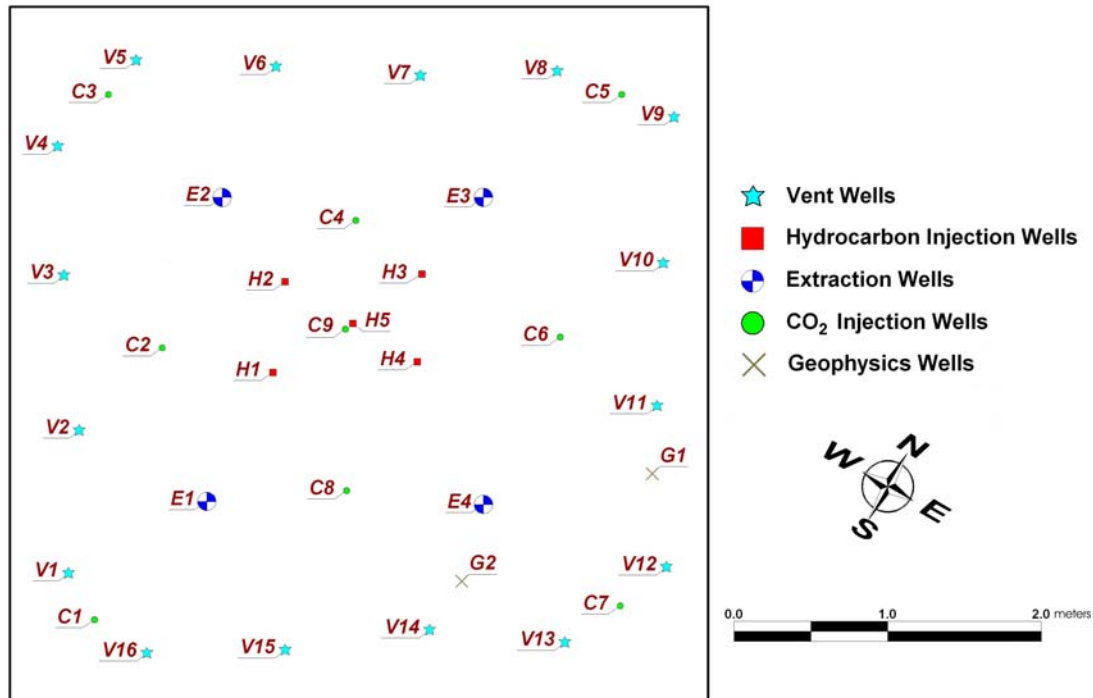 V5
V6
V7
V8
C3
C5
V9
V4
E2
E3
C4
V3
H2
H3
V10
C9
H5
C2
C6
H1
H4
V2
V11
G1
E1
C8
E4
V1
G2
V12
C1
C7
V16
V15
V14
V13
Vent Wells
Hydrocarbon Injection Wells
Extraction Wells
CO₂ Injection Wells
Geophysics Wells
N
W
E
S
0.0 1.0 2.0 meters